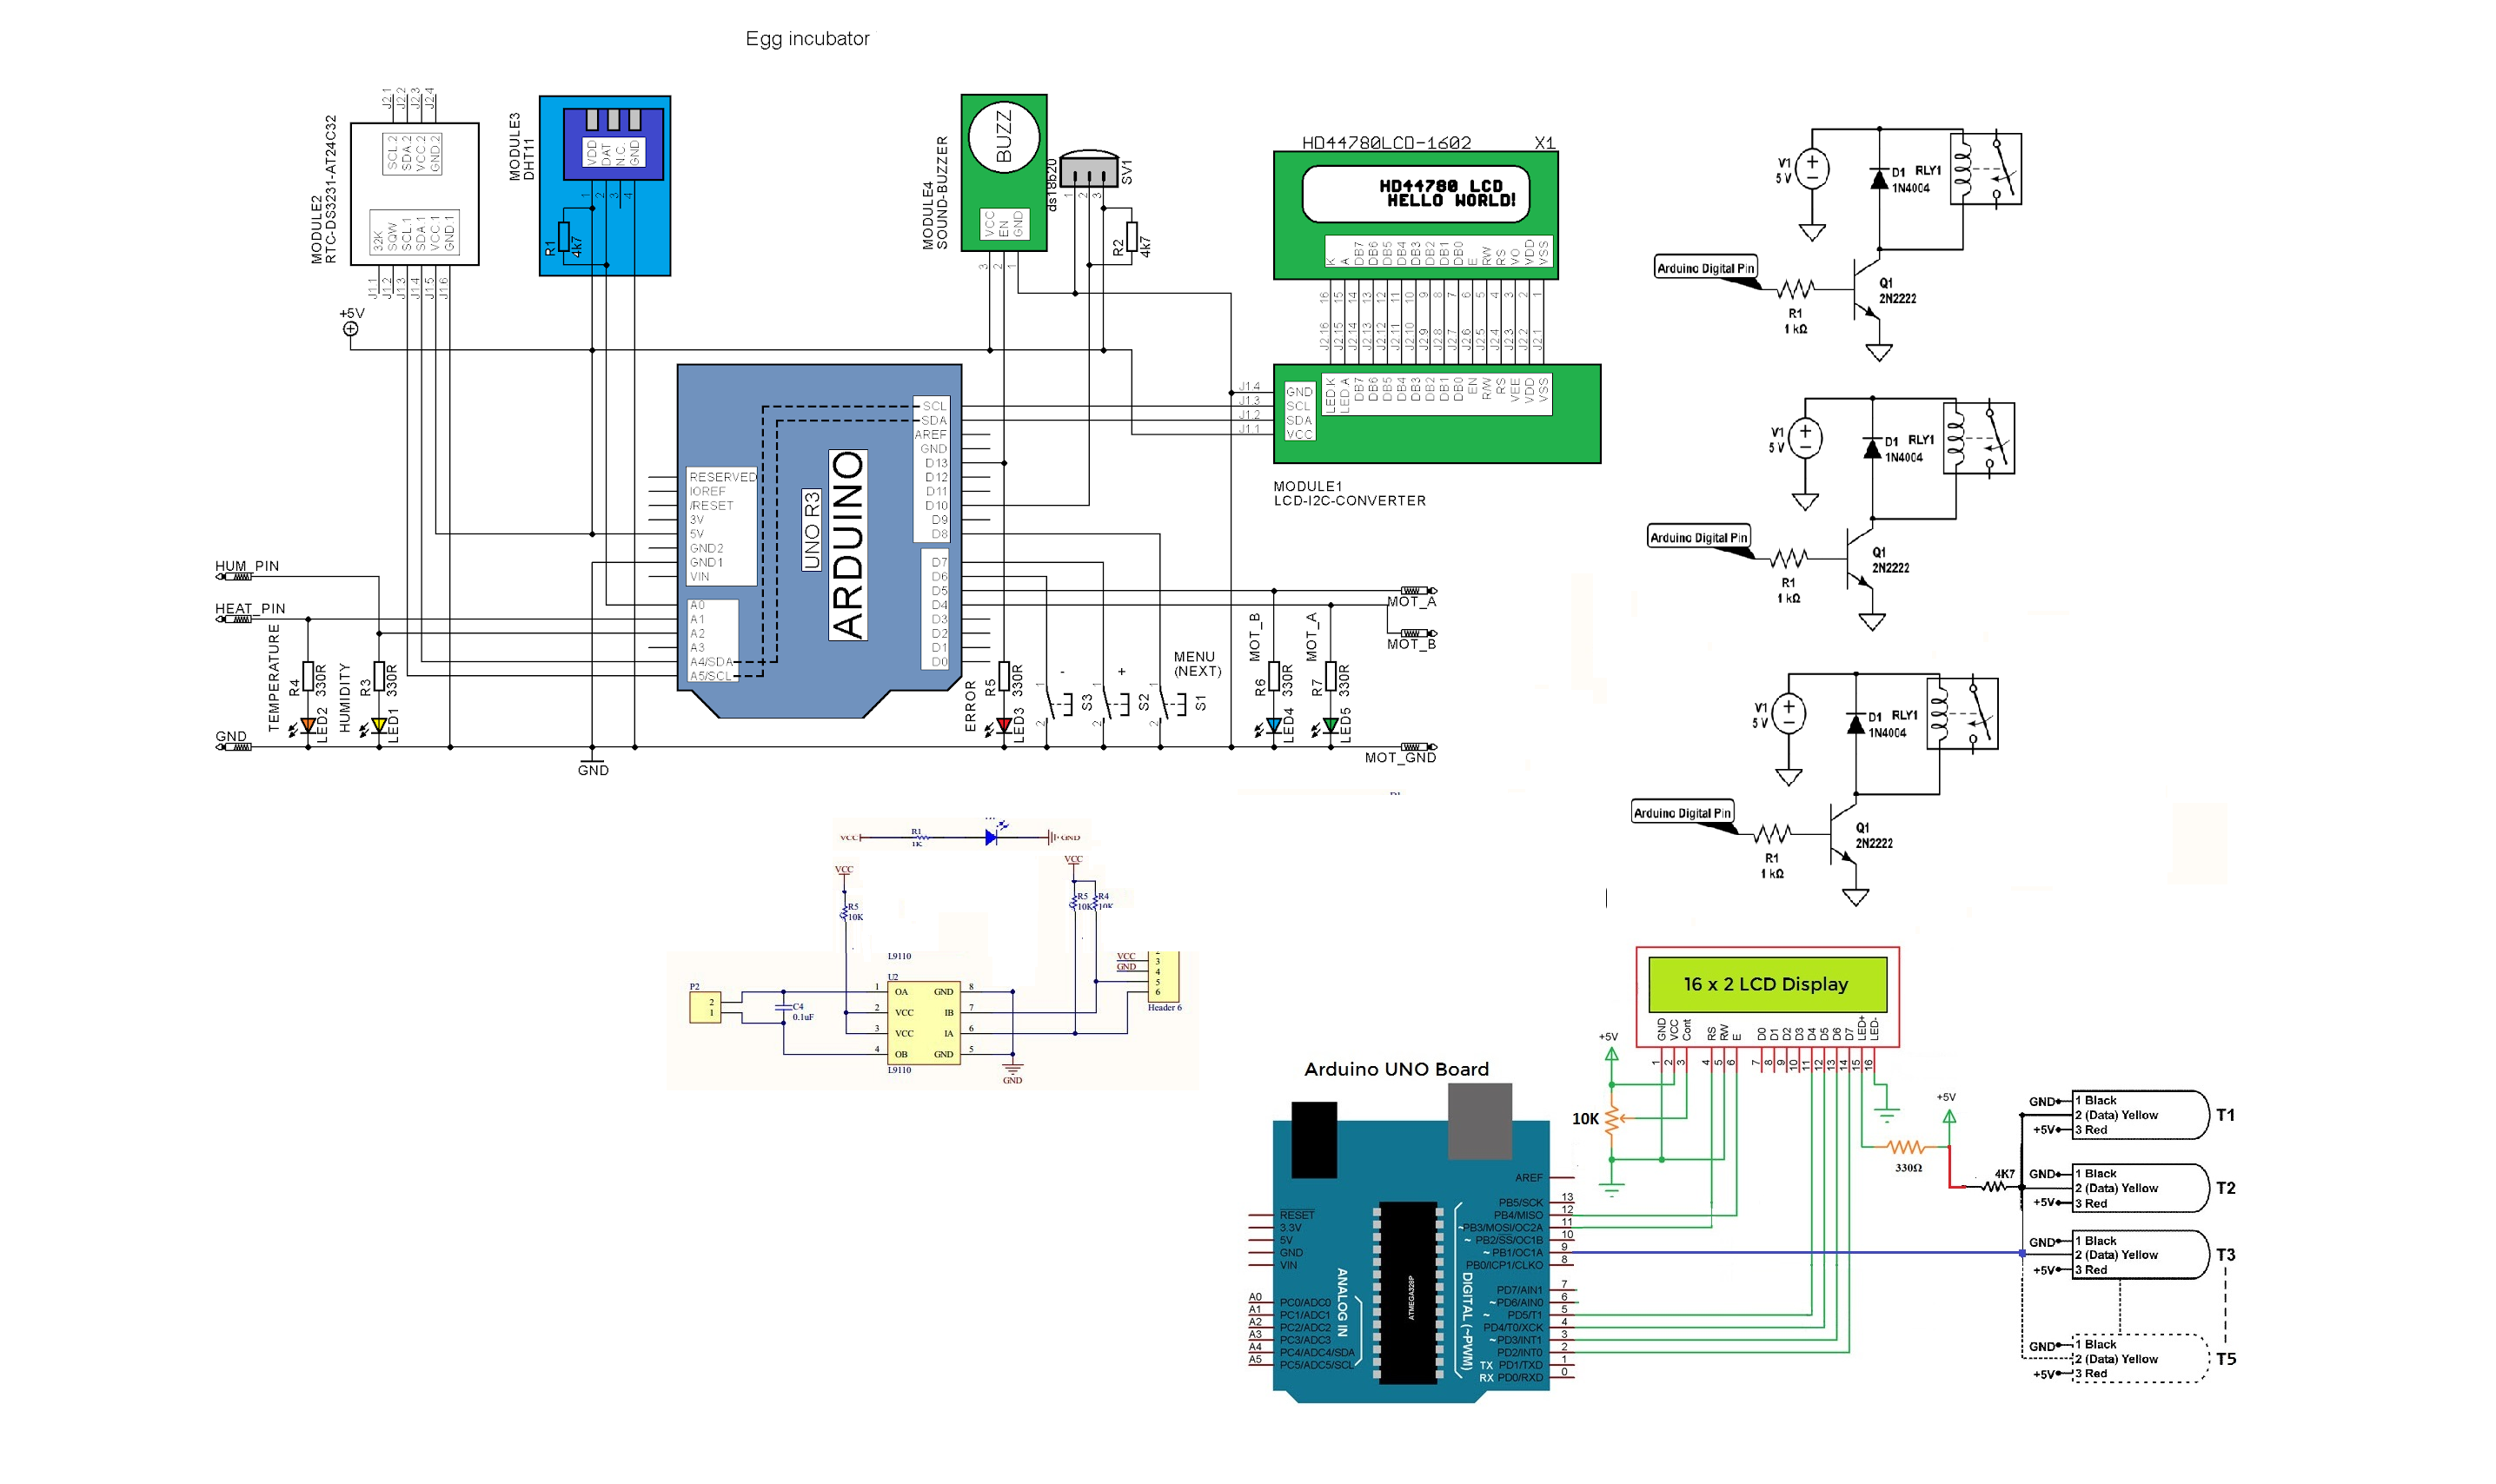 Egg incubator
J2.1
J2.2
J2.3
J2.4
SCL 2
SDA 2
VCC 2
GND 2
32K
SQW
SCL 1
SDA 1
VCC 1
GND 1
MODULE2
RTC-DS3231-AT24C32
J1.1
J1.2
J1.3
J1.4
J1.5
J1.6
+5V
MODULE3
DHT11
VDD
DAT
N.C.
GND
1
2
3
4
R1
4k7
MODULE4
SOUND-BUZZER
BUZZ
VCC
EN
GND
3
2
1
ds18b20
SV1
1
2
3
R2
4k7
HD44780LCD-1602
X1
HD44780 LCD
HELLO WORLD!
K
A
DB7
DB6
DB5
DB4
DB3
DB2
DB1
DB0
E
RW
RS
VO
VDD
VSS
16
15
14
13
12
11
10
9
8
7
6
5
4
3
2
1
J2.16
J2.15
J2.14
J2.13
J2.12
J2.11
J2.10
J2.9
J2.8
J2.7
J2.6
J2.5
J2.4
J2.3
J2.2
J2.1
LED.K
LED.A
DB7
DB6
DB5
DB4
DB3
DB2
DB1
DB0
EN
R/W
RS
VEE
VDD
VSS
J1.4
J1.3
J1.2
J1.1
GND
SCL
SDA
VCC
MODULE1
LCD-I2C-CONVERTER
UNO R3
ARDUINO
RESERVED
IOREF
/RESET
3V
5V
GND2
GND1
VIN
A0
A1
A2
A3
A4/SDA
A5/SCL
SCL
SDA
AREF
GND
D13
D12
D11
D10
D9
D8
D7
D6
D5
D4
D3
D2
D1
D0
HUM_PIN
HEAT_PIN
GND
TEMPERATURE
R4
330R
LED2
HUMIDITY
R3
330R
LED1
GND
ERROR
R5
330R
LED3
-
1
2
S3
+
1
2
S2
MENU
(NEXT)
1
2
S1
MOT_B
R6
330R
LED4
MOT_A
R7
330R
LED5
MOT_A
MOT_B
MOT_GND
V1
5 V
D1
1N4004
RLY1
Arduino Digital Pin
R1
1 kΩ
Q1
2N2222
V1
5 V
D1
1N4004
RLY1
Arduino Digital Pin
R1
1 kΩ
Q1
2N2222
V1
5 V
D1
1N4004
RLY1
Arduino Digital Pin
R1
1 kΩ
Q1
2N2222
VCC
R1
1K
GND
VCC
R5
10K
VCC
R5
10K
R4
10K
L9110
U2
P2
2
1
C4
0.1uF
1
2
3
4
OA
VCC
VCC
OB
GND
IB
IA
GND
8
7
6
5
L9110
GND
VCC
GND
3
4
5
6
Header 6
Arduino UNO Board
16 x 2 LCD Display
GND
VCC
Cont
RS
RW
E
D0
D1
D2
D3
D4
D5
D6
D7
LED+
LED-
1
2
3
4
5
6
7
8
9
10
11
12
13
14
15
16
+5V
10K
330Ω
+5V
4K7
RESET
3.3V
5V
GND
VIN
A0
A1
A2
A3
A4
A5
PC0/ADC0
PC1/ADC1
PC2/ADC2
PC3/ADC3
PC4/ADC4/SDA
PC5/ADC5/SCL
ANALOG IN
ATMEGA328P
DIGITAL (~PWM)
AREF
PB5/SCK 13
PB4/MISO 12
~PB3/MOSI/OC2A 11
~ PB2/SS/OC1B 10
~ PB1/OC1A 9
PB0/ICP1/CLKO 8
PD7/AIN1 7
~PD6/AIN0 6
~ PD5/T1 5
PD4/T0/XCK 4
~PD3/INT1 3
PD2/INT0 2
TX PD1/TXD 1
RX PD0/RXD 0
GND 1 Black
2 (Data) Yellow T1
+5V 3 Red
GND 1 Black
2 (Data) Yellow T2
+5V 3 Red
GND 1 Black
2 (Data) Yellow T3
+5V 3 Red
GND 1 Black
2 (Data) Yellow T5
+5V 3 Red